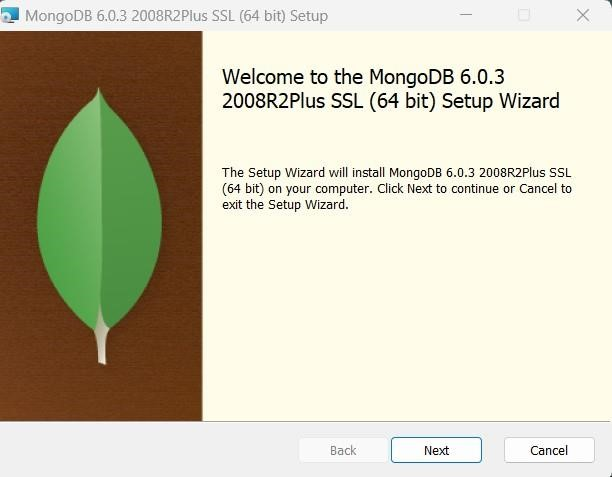 MongoDB 6.0.3 2008R2Plus SSL (64 bit) Setup
Welcome to the MongoDB 6.0.3
2008R2Plus SSL (64 bit) Setup Wizard
The Setup Wizard will install MongoDB 6.0.3 2008R2Plus SSL
(64 bit) on your computer. Click Next to continue or Cancel to
exit the Setup Wizard.
Back
Next
Cancel